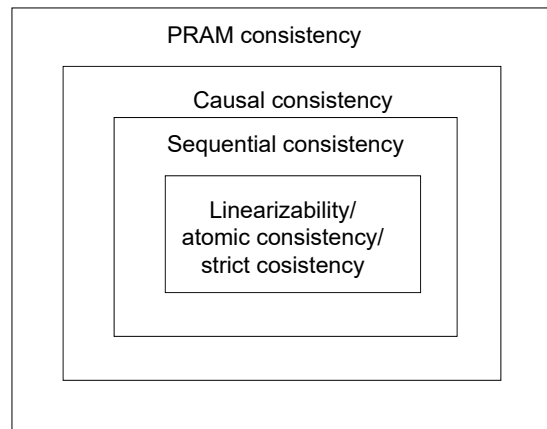 PRAM consistency
Causal consistency
Sequential consistency
Linearizability/
atomic consistency/
strict cosistency